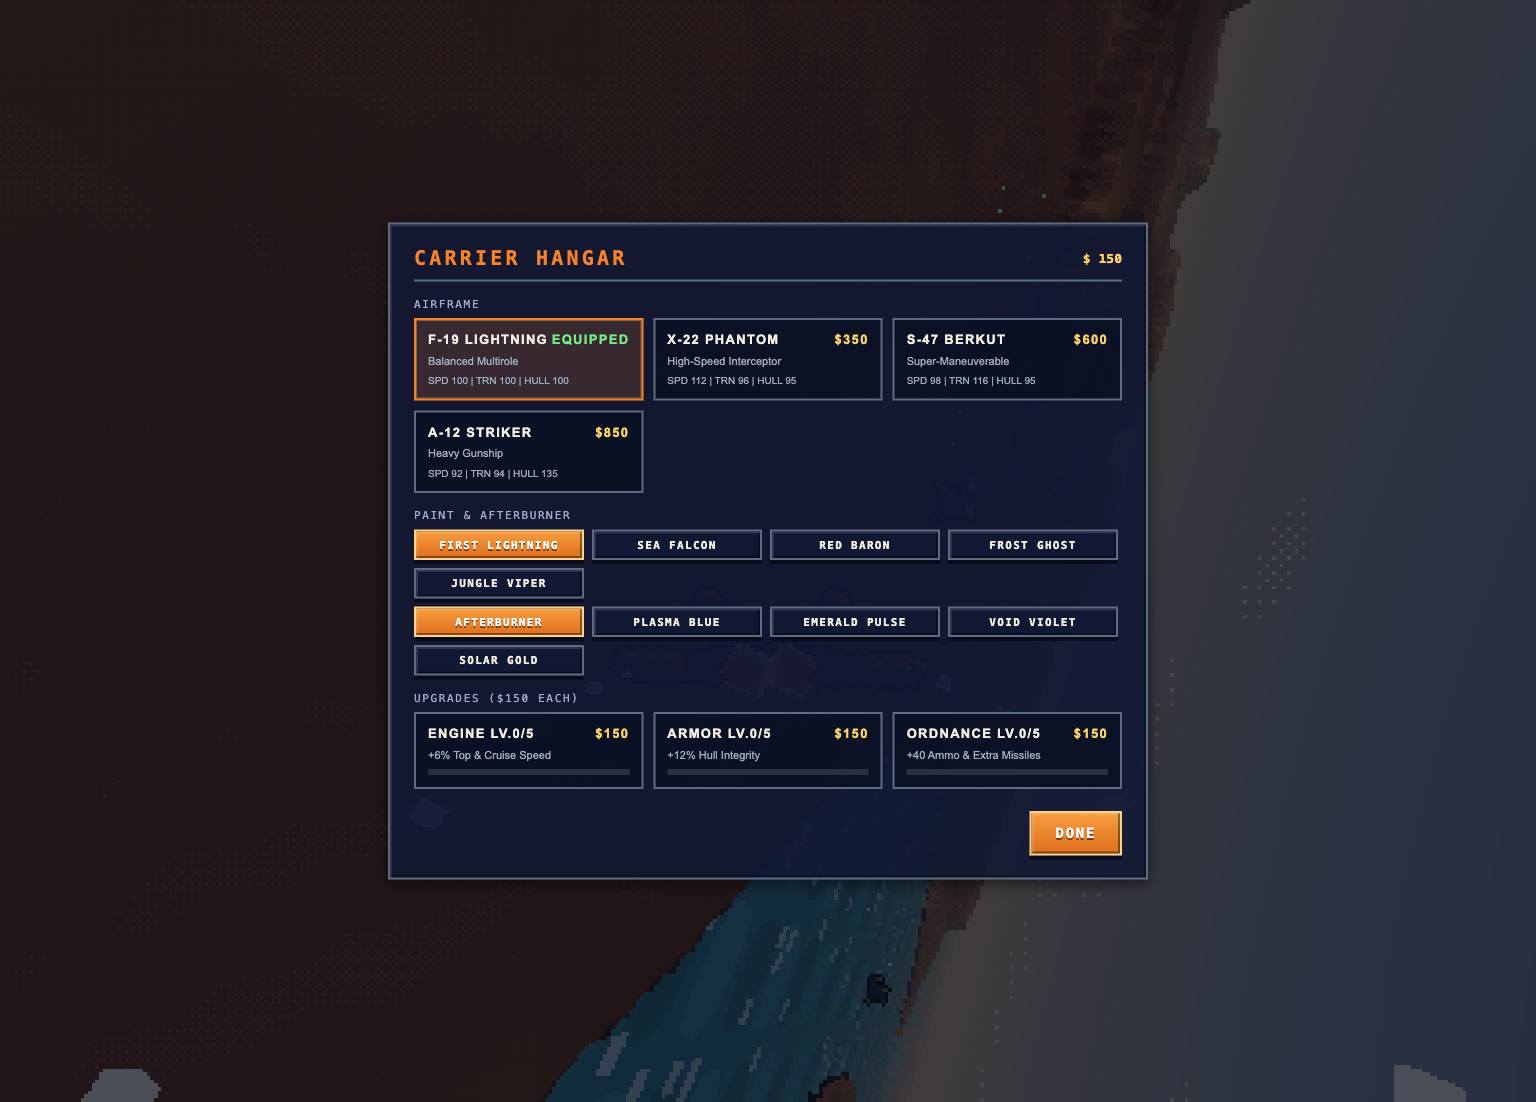 CARRIER HANGAR $ 150
AIRFRAME
F-19 LIGHTNING EQUIPPED
Balanced Multirole
SPD 100 | TRN 100 | HULL 100
X-22 PHANTOM $350
High-Speed Interceptor
SPD 112 | TRN 96 | HULL 95
S-47 BERKUT $600
Super-Maneuverable
SPD 98 | TRN 116 | HULL 95
A-12 STRIKER $850
Heavy Gunship
SPD 92 | TRN 94 | HULL 135
PAINT & AFTERBURNER
FIRST LIGHTNING SEA FALCON RED BARON FROST GHOST
JUNGLE VIPER
AFTERBURNER PLASMA BLUE EMERALD PULSE VOID VIOLET
SOLAR GOLD
UPGRADES ($150 EACH)
ENGINE LV.0/5 $150
+6% Top & Cruise Speed
ARMOR LV.0/5 $150
+12% Hull Integrity
ORDNANCE LV.0/5 $150
+40 Ammo & Extra Missiles
DONE